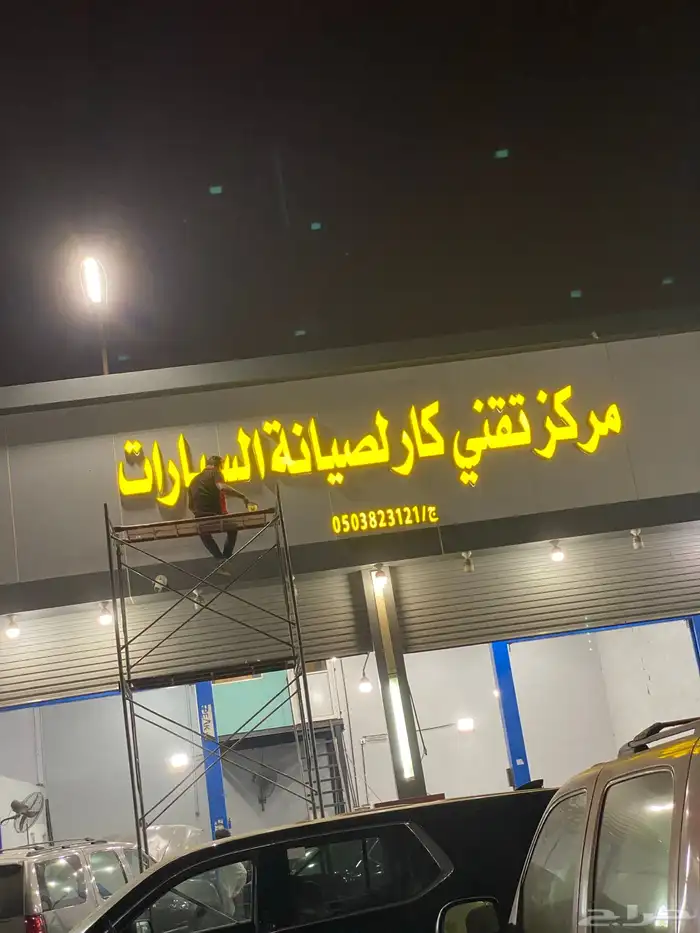 مركز تقني كار لصيانة السيارات
ج/0503823121
حراج